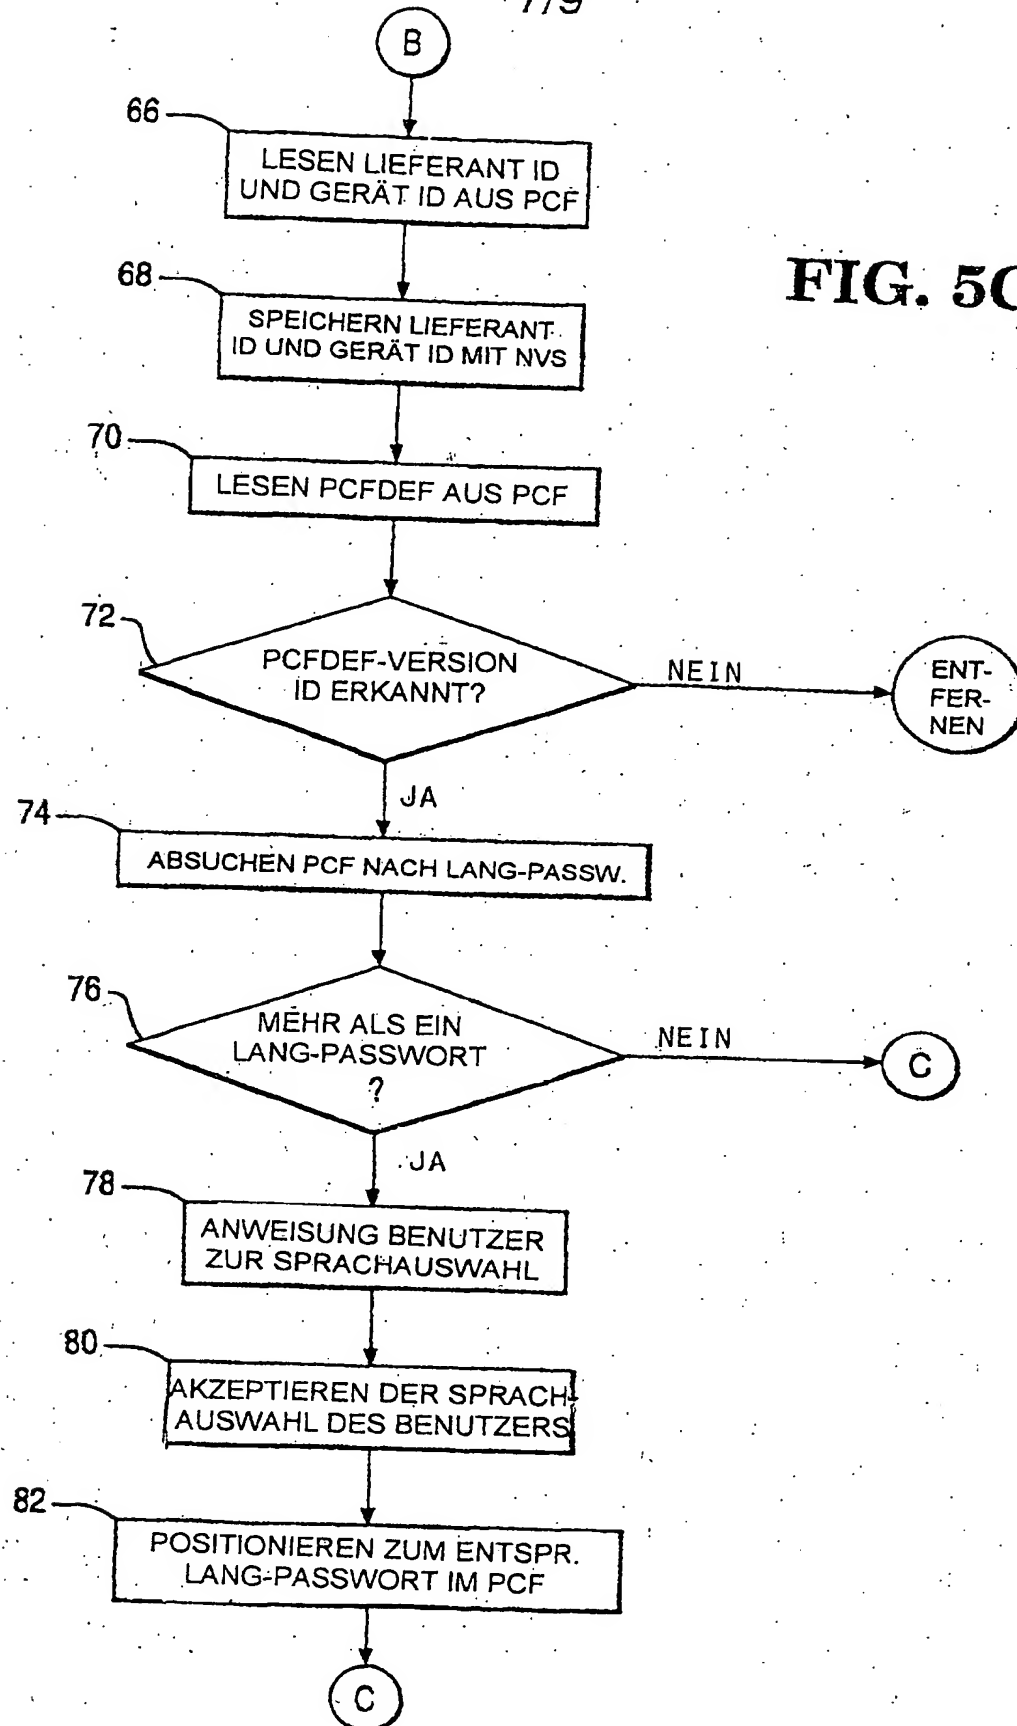 7/9
B
66
LESEN LIEFERANT ID
UND GERÄT ID AUS PCF
FIG. 5C
68
SPEICHERN LIEFERANT
ID UND GERÄT ID MIT NVS
70
LESEN PCFDEF AUS PCF
72
PCFDEF-VERSION
ID ERKANNT?
NEIN
ENT-
FER-
NEN
JA
74
ABSUCHEN PCF NACH LANG-PASSW.
76
MEHR ALS EIN
LANG-PASSWORT
?
NEIN
C
JA
78
ANWEISUNG BENUTZER
ZUR SPRACHAUSWAHL
80
AKZEPTIEREN DER SPRACH-
AUSWAHL DES BENUTZERS
82
POSITIONIEREN ZUM ENTSPR.
LANG-PASSWORT IM PCF
C